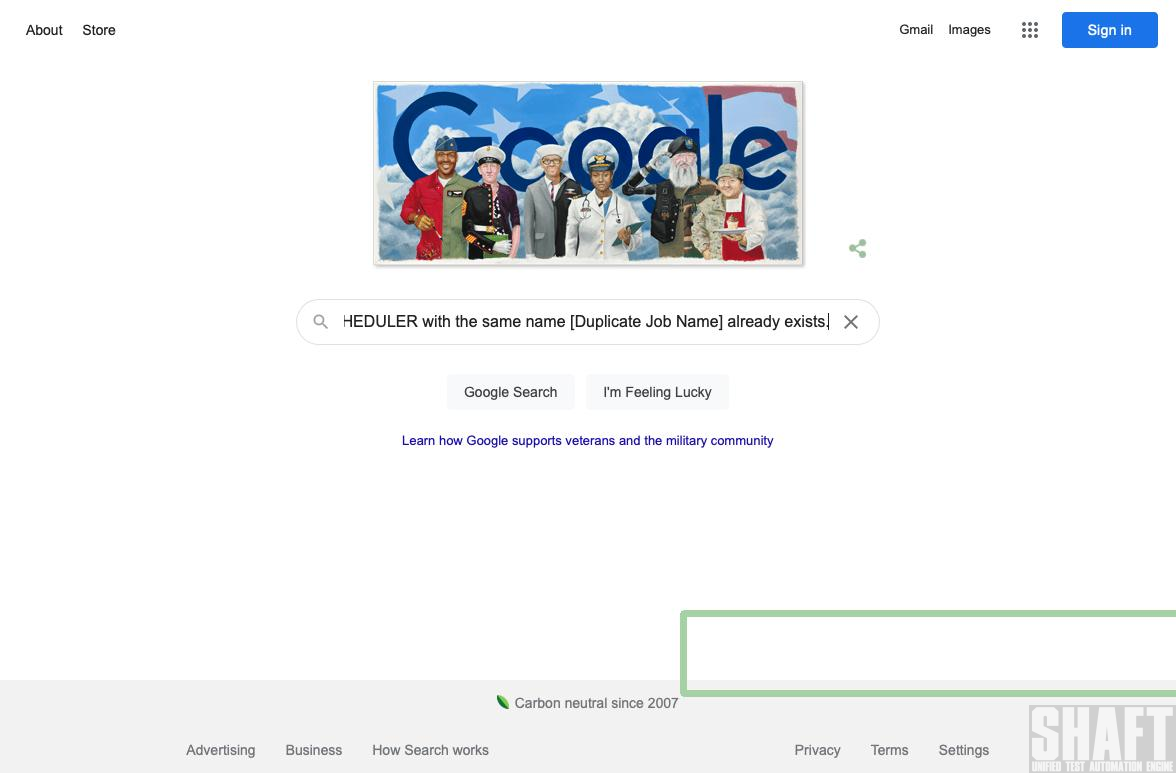 About Store
Gmail Images
Sign in
Google
HEDULER with the same name [Duplicate Job Name] already exists.
Google Search
I'm Feeling Lucky
Learn how Google supports veterans and the military community
Carbon neutral since 2007
Advertising Business How Search works
Privacy Terms Settings
SHAFT
UNIFIED TEST AUTOMATION ENGINE